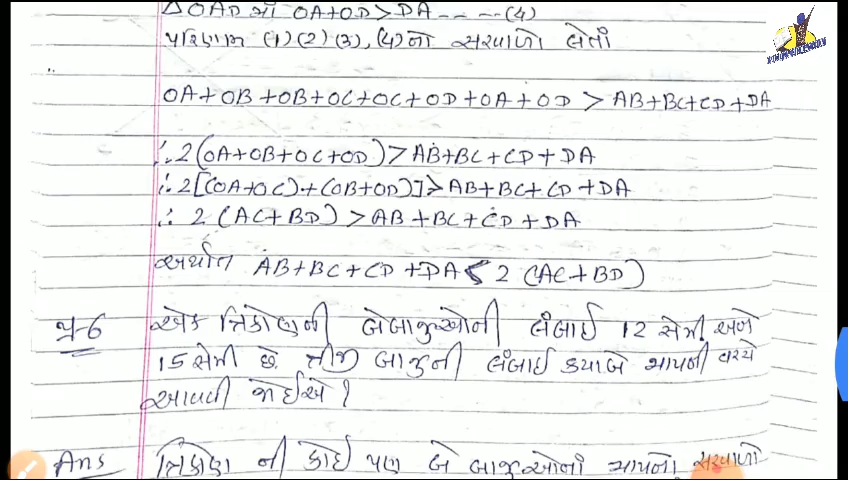 △OAD માં OA+OD>DA ---- (4)
પરિણામ (1)(2)(3),(4)નો સરવાળો લેતાં
OA+OB+OB+OC+OC+OD+OA+OD > AB+BC+CD+DA
∴ 2(OA+OB+OC+OD)>AB+BC+CD+DA
∴ 2[(OA+OC)+(OB+OD)]>AB+BC+CD+DA
∴ 2 (AC+BD)>AB+BC+CD+DA
અર્થાત AB+BC+CD+DA < 2 (AC+BD)
પ્ર-6 એક ત્રિકોણની બેબાજુઓની લંબાઈ 12 સેમી અને
15 સેમી છે. ત્રીજી બાજુની લંબાઈ કયાબે માપની વચ્ચે
આવવી જોઈએ ?
Ans ત્રિકોણ ની કોઈ પણ બે બાજુઓનાં માપનો સરવાળો